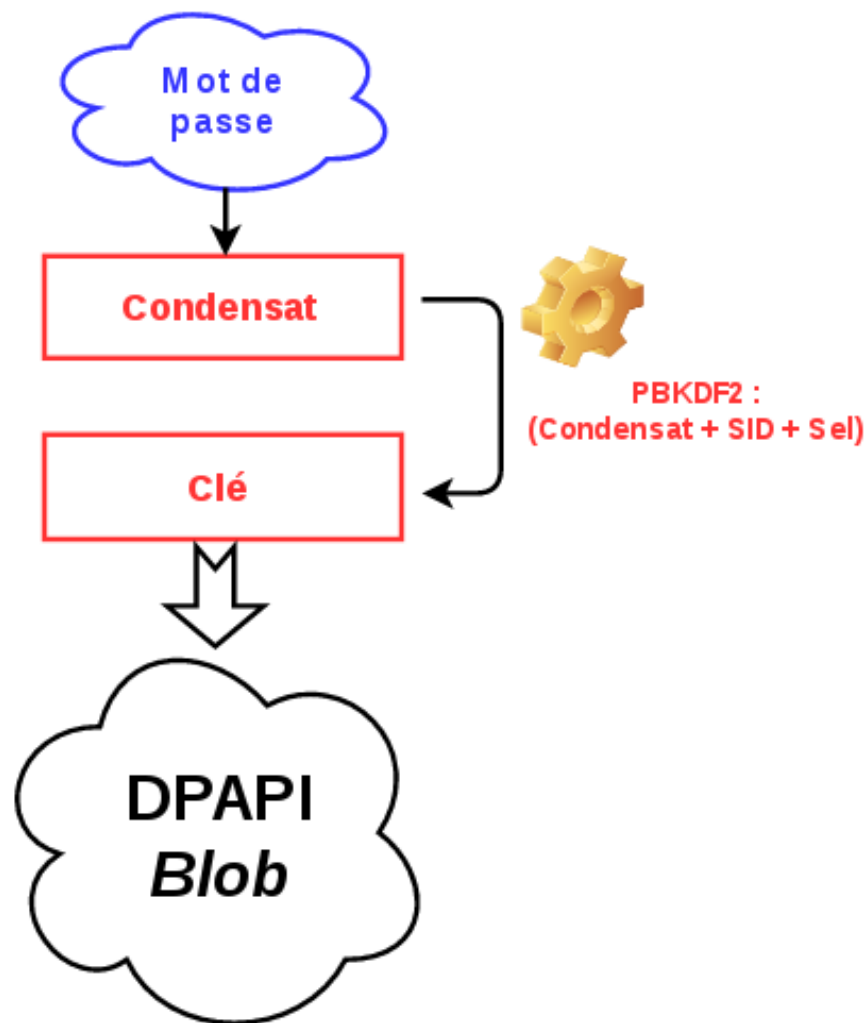 Mot de
passe
Condensat
PBKDF2 :
(Condensat + SID + Sel)
Clé
DPAPI
Blob